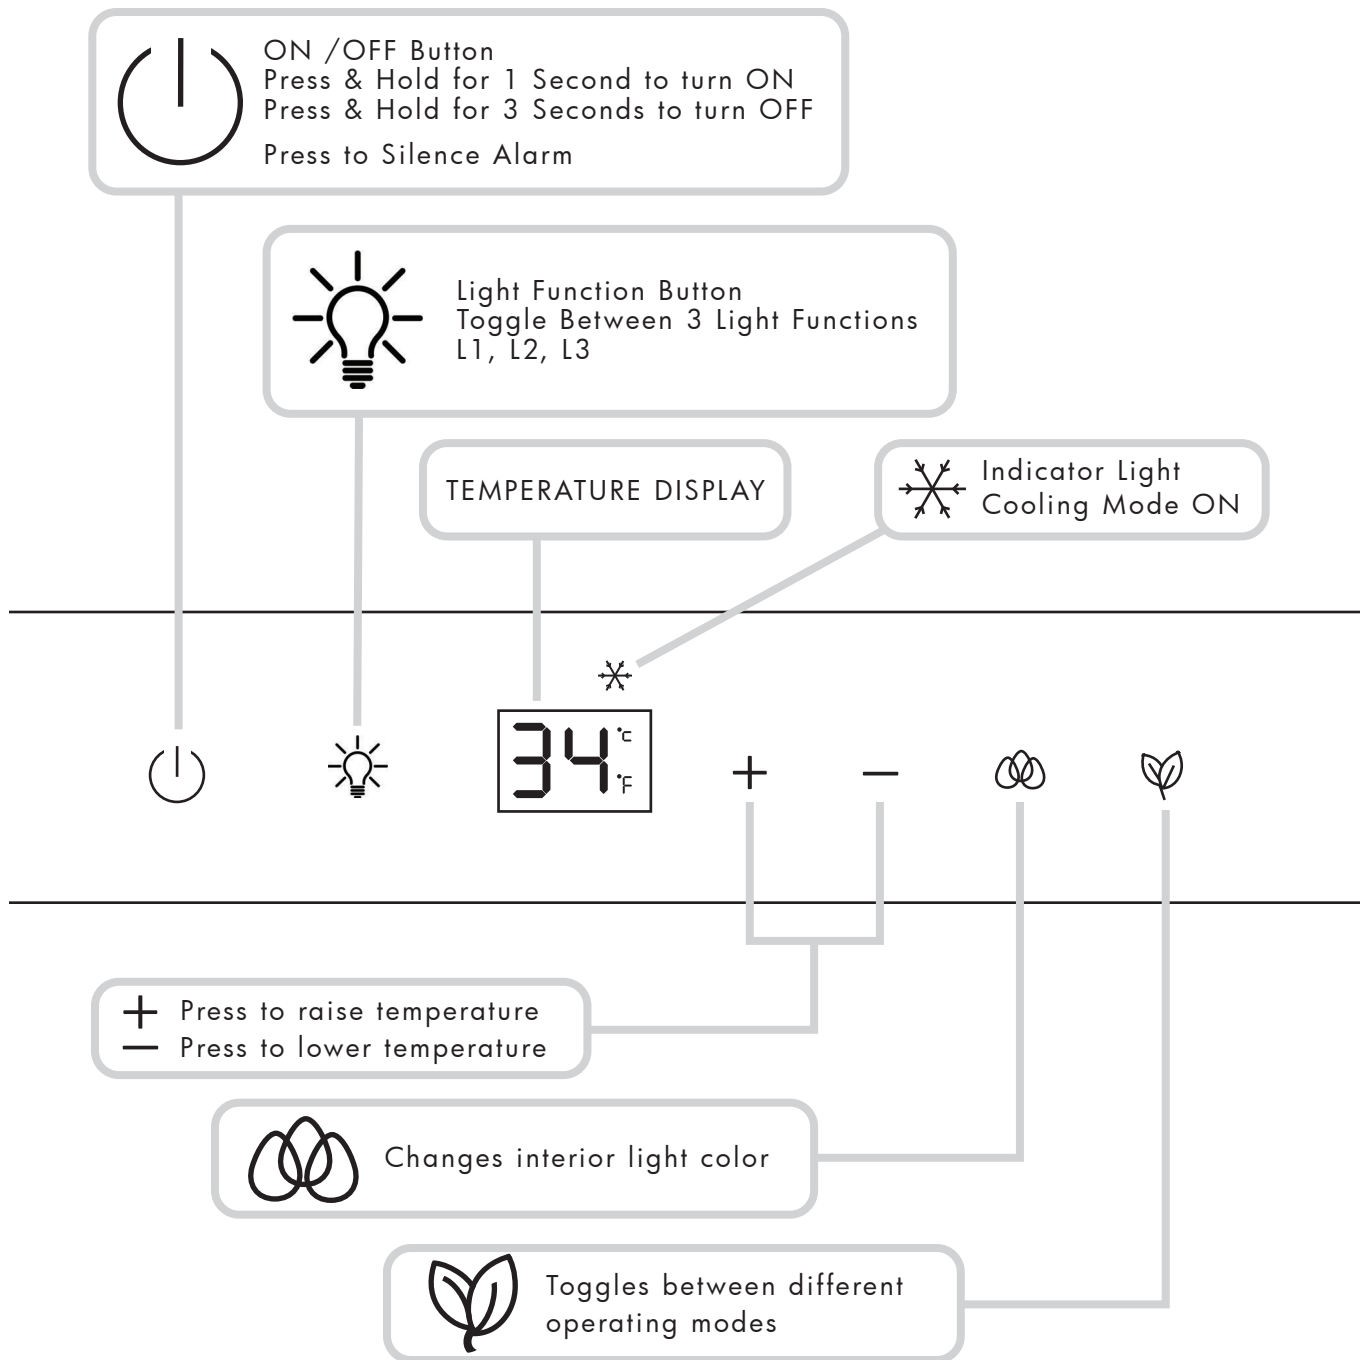 ON /OFF Button
Press & Hold for 1 Second to turn ON
Press & Hold for 3 Seconds to turn OFF
Press to Silence Alarm
Light Function Button
Toggle Between 3 Light Functions
L1, L2, L3
TEMPERATURE DISPLAY
Indicator Light
Cooling Mode ON
34 °C
°F
+ −
+ Press to raise temperature
− Press to lower temperature
Changes interior light color
Toggles between different
operating modes